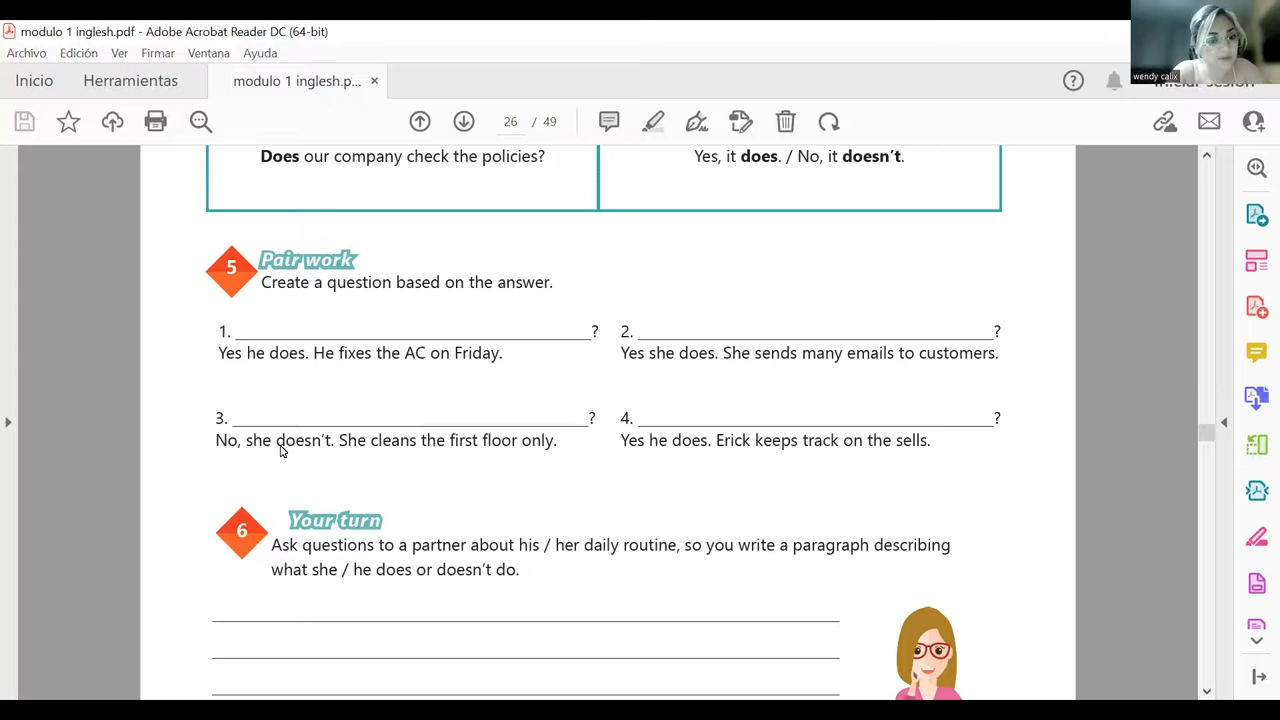 modulo 1 inglesh.pdf - Adobe Acrobat Reader DC (64-bit)
Archivo Edición Ver Firmar Ventana Ayuda
Inicio Herramientas modulo 1 inglesh.p... ×
wendy calix
26 / 49
Does our company check the policies? Yes, it does. / No, it doesn't.
5 Pair work
Create a question based on the answer.
1. ________________ ? 2. ________________ ?
Yes he does. He fixes the AC on Friday. Yes she does. She sends many emails to customers.
3. ________________ ? 4. ________________ ?
No, she doesn't. She cleans the first floor only. Yes he does. Erick keeps track on the sells.
6 Your turn
Ask questions to a partner about his / her daily routine, so you write a paragraph describing
what she / he does or doesn't do.